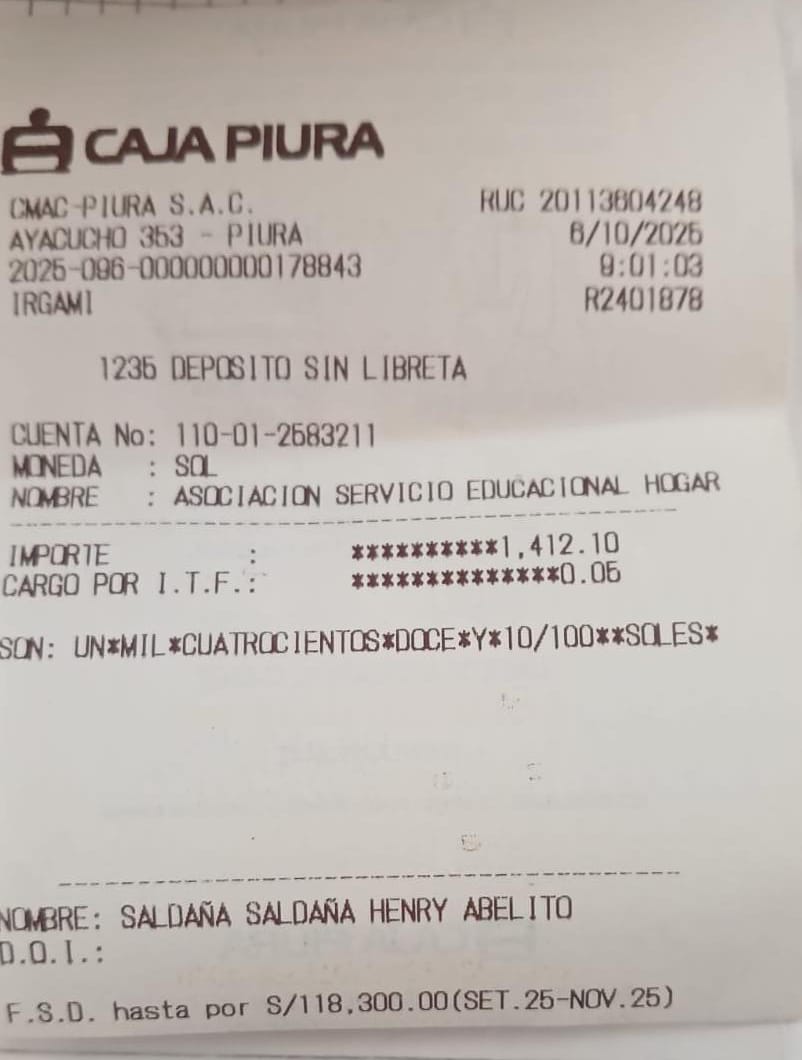 CAJA PIURA
CMAC-PIURA S.A.C. RUC 20113604248
AYACUCHO 353 - PIURA 6/10/2025
2025-096-000000000178843 9:01:03
IRGAMI R2401878
1235 DEPOSITO SIN LIBRETA
CUENTA No: 110-01-2583211
MONEDA : SOL
NOMBRE : ASOCIACION SERVICIO EDUCACIONAL HOGAR
IMPORTE : **********1,412.10
CARGO POR I.T.F.: **************0.05
SON: UN*MIL*CUATROCIENTOS*DOCE*Y*10/100**SOLES*
NOMBRE: SALDAÑA SALDAÑA HENRY ABELITO
D.O.I.:
F.S.D. hasta por S/118,300.00(SET.25-NOV.25)